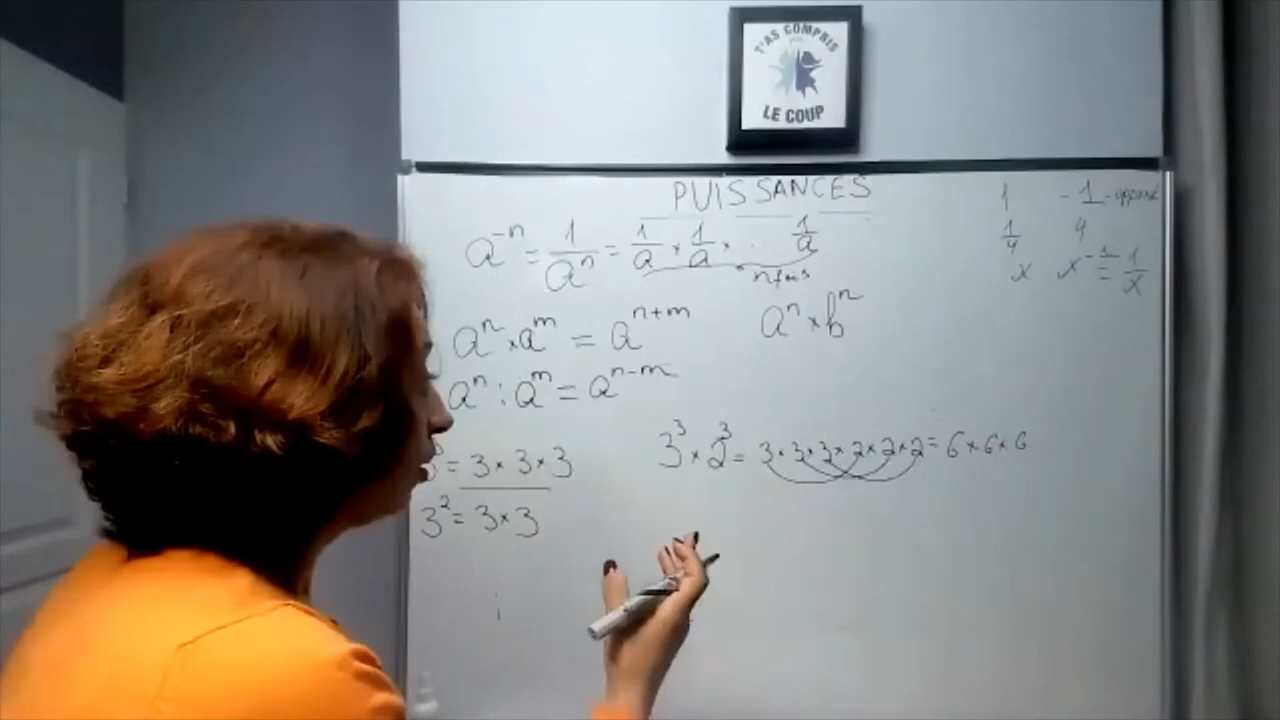 T'AS COMPRIS
LE COUP
PUISSANCES
a⁻ⁿ = 1/aⁿ = 1/a × 1/a × ... 1/a
n fois
aⁿ × aᵐ = aⁿ⁺ᵐ
aⁿ : aᵐ = aⁿ⁻ᵐ
aⁿ × bⁿ
= 3 × 3 × 3
3² = 3 × 3
3³ × 2³ = 3 × 3 × 3 × 2 × 2 × 2 = 6 × 6 × 6
1 - 1 - opposé
1/4 4
x x⁻¹ = 1/x